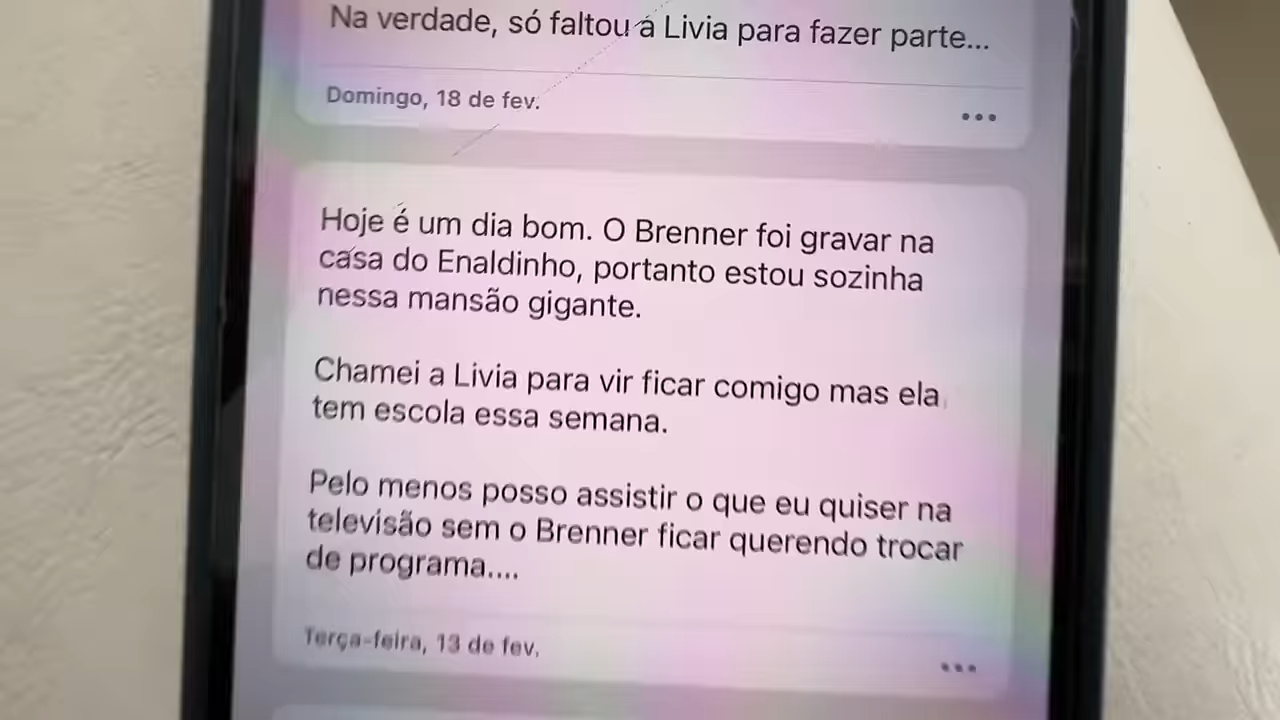 Na verdade, só faltou a Livia para fazer parte...
Domingo, 18 de fev.
Hoje é um dia bom. O Brenner foi gravar na
casa do Enaldinho, portanto estou sozinha
nessa mansão gigante.
Chamei a Livia para vir ficar comigo mas ela
tem escola essa semana.
Pelo menos posso assistir o que eu quiser na
televisão sem o Brenner ficar querendo trocar
de programa....
Terça-feira, 13 de fev.